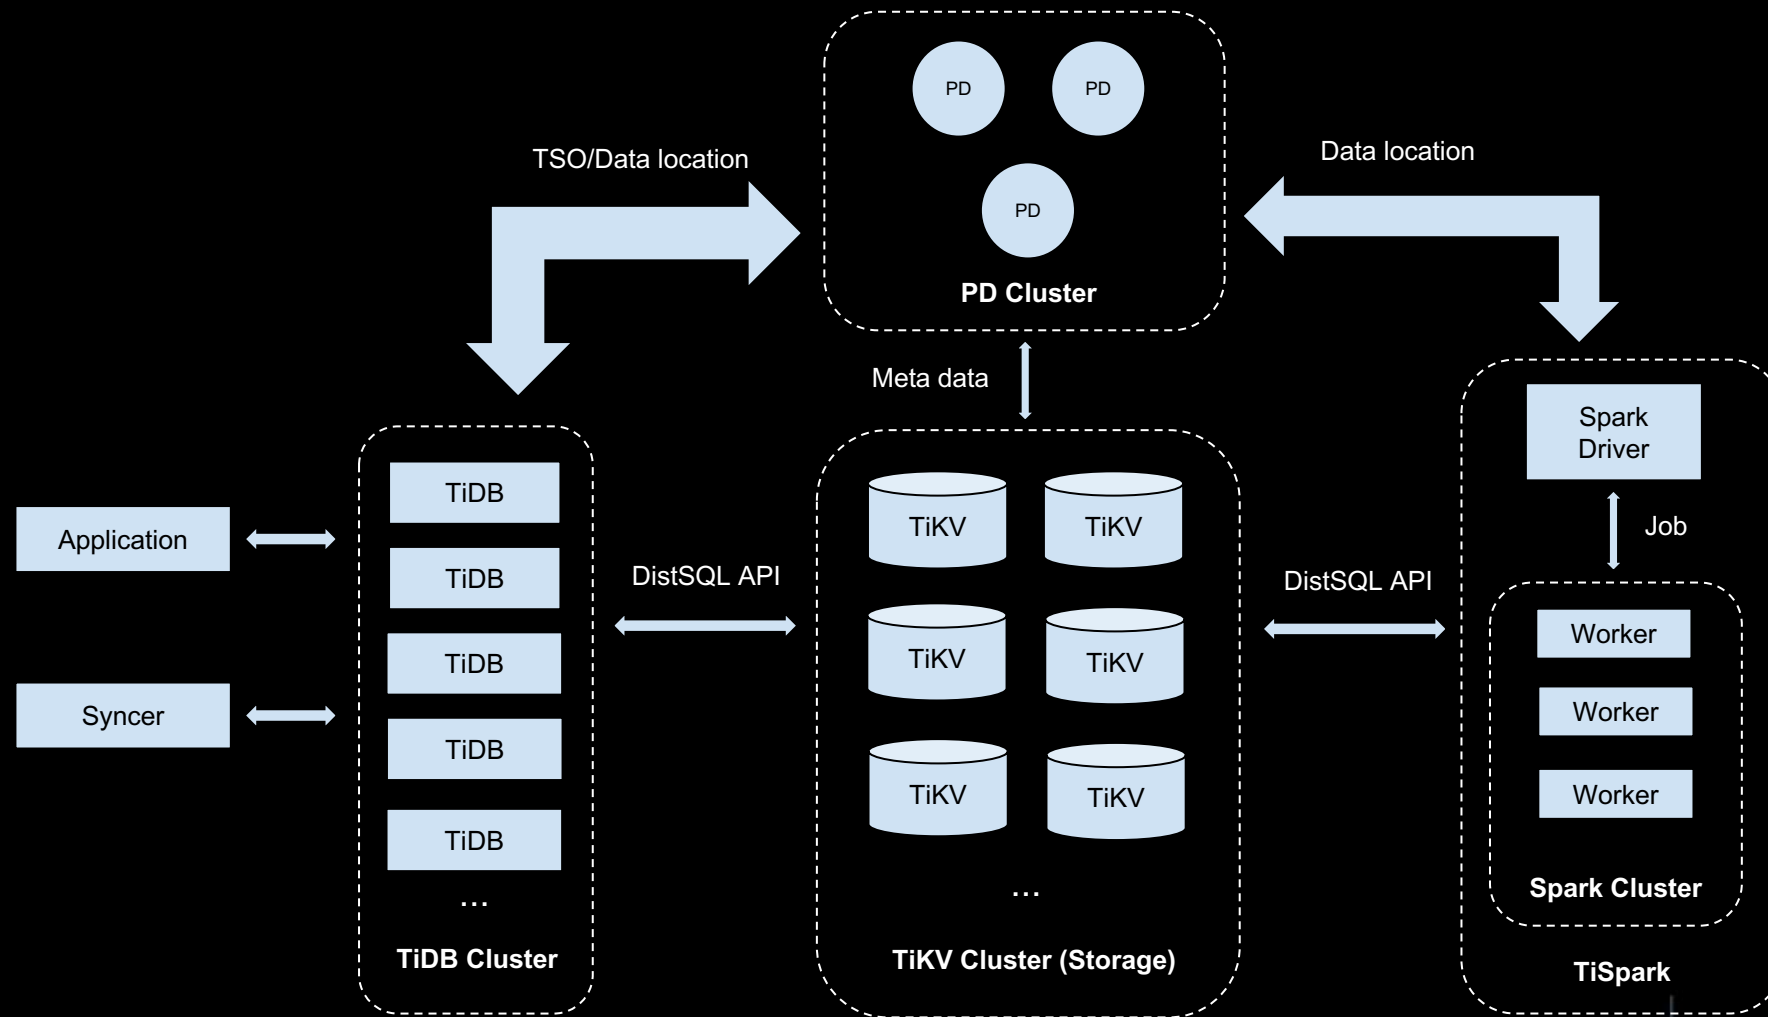 PD
PD
PD
PD Cluster
TSO/Data location
Data location
Meta data
Application
Syncer
TiDB
TiDB
TiDB
TiDB
TiDB
...
TiDB Cluster
DistSQL API
TiKV
TiKV
TiKV
TiKV
TiKV
TiKV
...
TiKV Cluster (Storage)
DistSQL API
Spark
Driver
Job
Worker
Worker
Worker
Spark Cluster
TiSpark